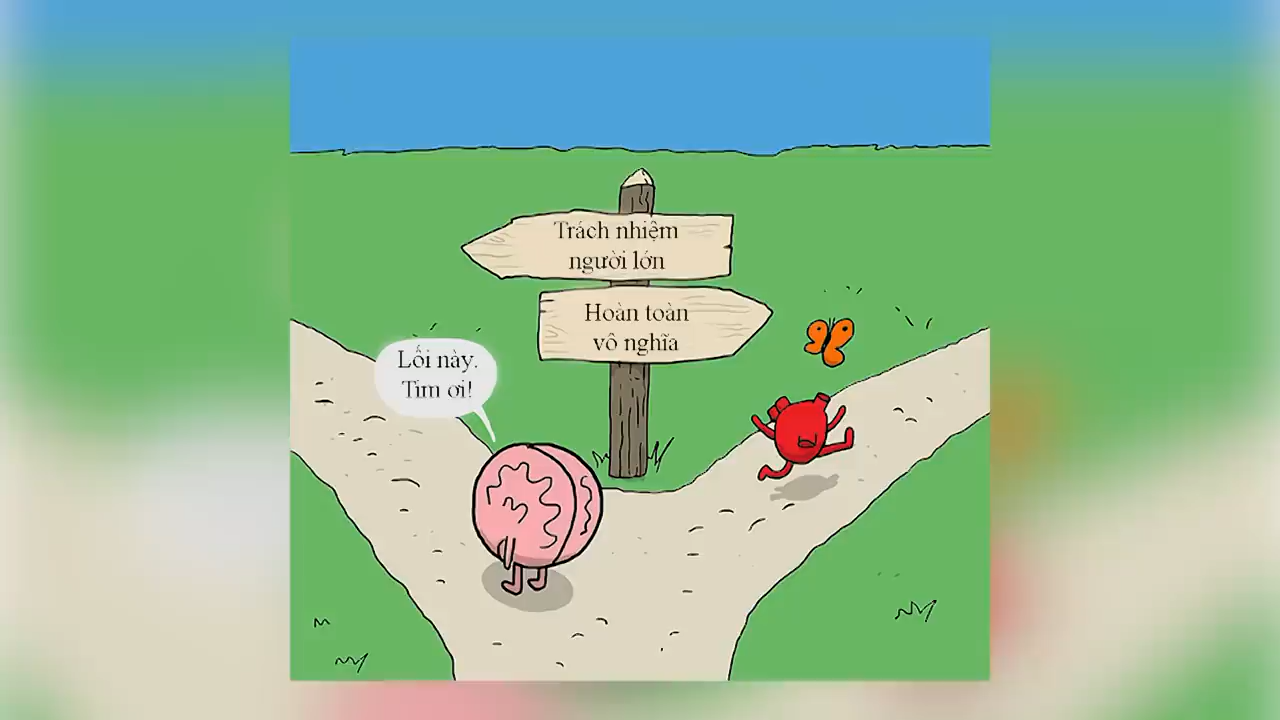 Trách nhiệm
người lớn
Hoàn toàn
vô nghĩa
Lối này.
Tim ơi!